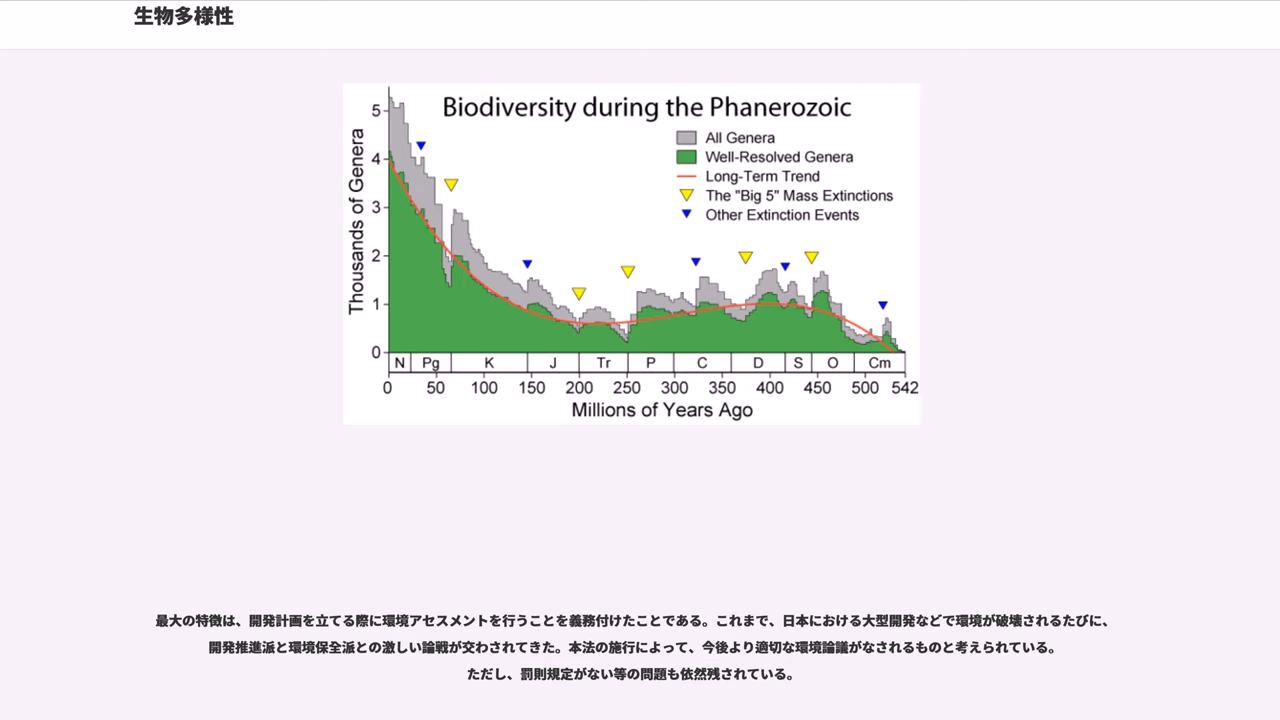 生物多様性
Biodiversity during the Phanerozoic
All Genera
Well-Resolved Genera
Long-Term Trend
The "Big 5" Mass Extinctions
Other Extinction Events
Thousands of Genera
5
4
3
2
1
0
N Pg K J Tr P C D S O Cm
0 50 100 150 200 250 300 350 400 450 500 542
Millions of Years Ago
最大の特徴は、開発計画を立てる際に環境アセスメントを行うことを義務付けたことである。これまで、日本における大型開発などで環境が破壊されるたびに、
開発推進派と環境保全派との激しい論戦が交わされてきた。本法の施行によって、今後より適切な環境論議がなされるものと考えられている。
ただし、罰則規定がない等の問題も依然残されている。